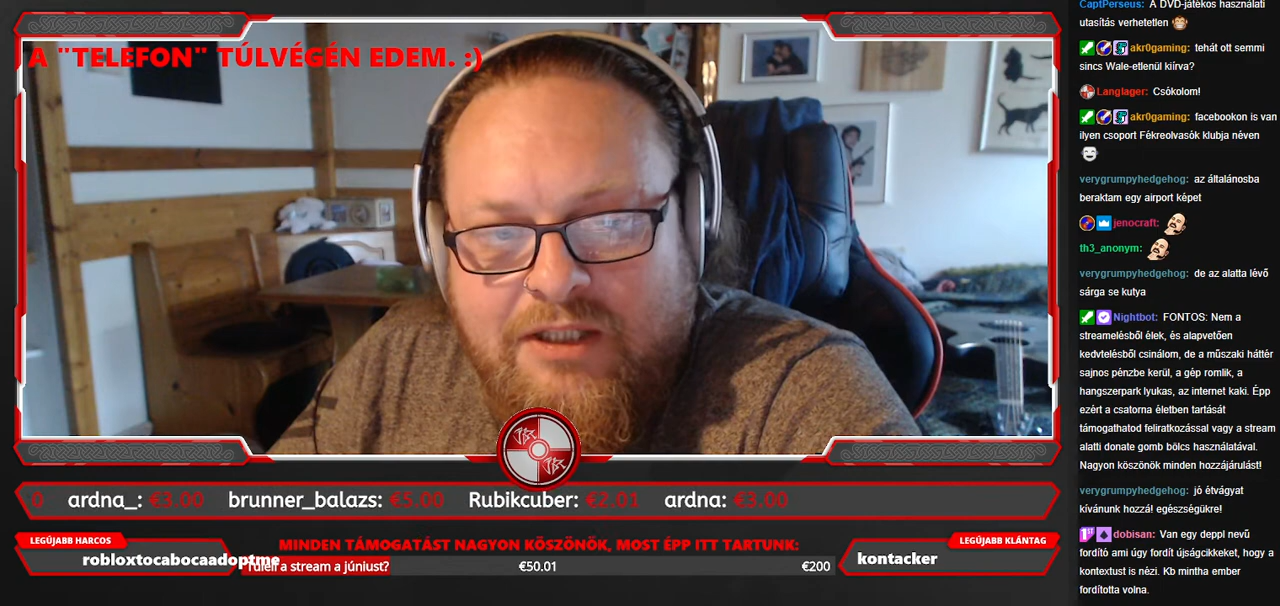 A "TELEFON" TÚLVÉGÉN EDEM. :)
0 ardna_: €3.00 brunner_balazs: €5.00 Rubikcuber: €2.01 ardna: €3.00
LEGÚJABB HARCOS
robloxtocabocaadoptme
MINDEN TÁMOGATÁST NAGYON KÖSZÖNÖK, MOST ÉPP ITT TARTUNK:
Túléli a stream a júniust? €50.01 €200
LEGÚJABB KLÁNTAG
kontacker
CaptPerseus: A DVD-játékos használati
utasítás verhetetlen
akr0gaming: tehát ott semmi
sincs Wale-etlenül kiírva?
Langlager: Csókolom!
akr0gaming: facebookon is van
ilyen csoport Fékreolvasók klubja néven
verygrumpyhedgehog: az általánosba
beraktam egy airport képet
jenocraft:
th3_anonym:
verygrumpyhedgehog: de az alatta lévő
sárga se kutya
Nightbot: FONTOS: Nem a
streamelésből élek, és alapvetően
kedvtelésből csinálom, de a műszaki háttér
sajnos pénzbe kerül, a gép romlik, a
hangszerpark lyukas, az internet kaki. Épp
ezért a csatorna életben tartását
támogathatod feliratkozással vagy a stream
alatti donate gomb bölcs használatával.
Nagyon köszönök minden hozzájárulást!
verygrumpyhedgehog: jó étvágyat
kívánunk hozzá! egészségükre!
1ST dobisan: Van egy deppl nevű
fordító ami úgy fordít újságcikkeket, hogy a
kontextust is nézi. Kb mintha ember
fordította volna.